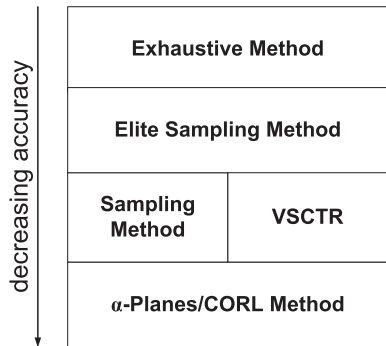 decreasing accuracy
Exhaustive Method
Elite Sampling Method
Sampling
Method
VSCTR
α-Planes/CORL Method